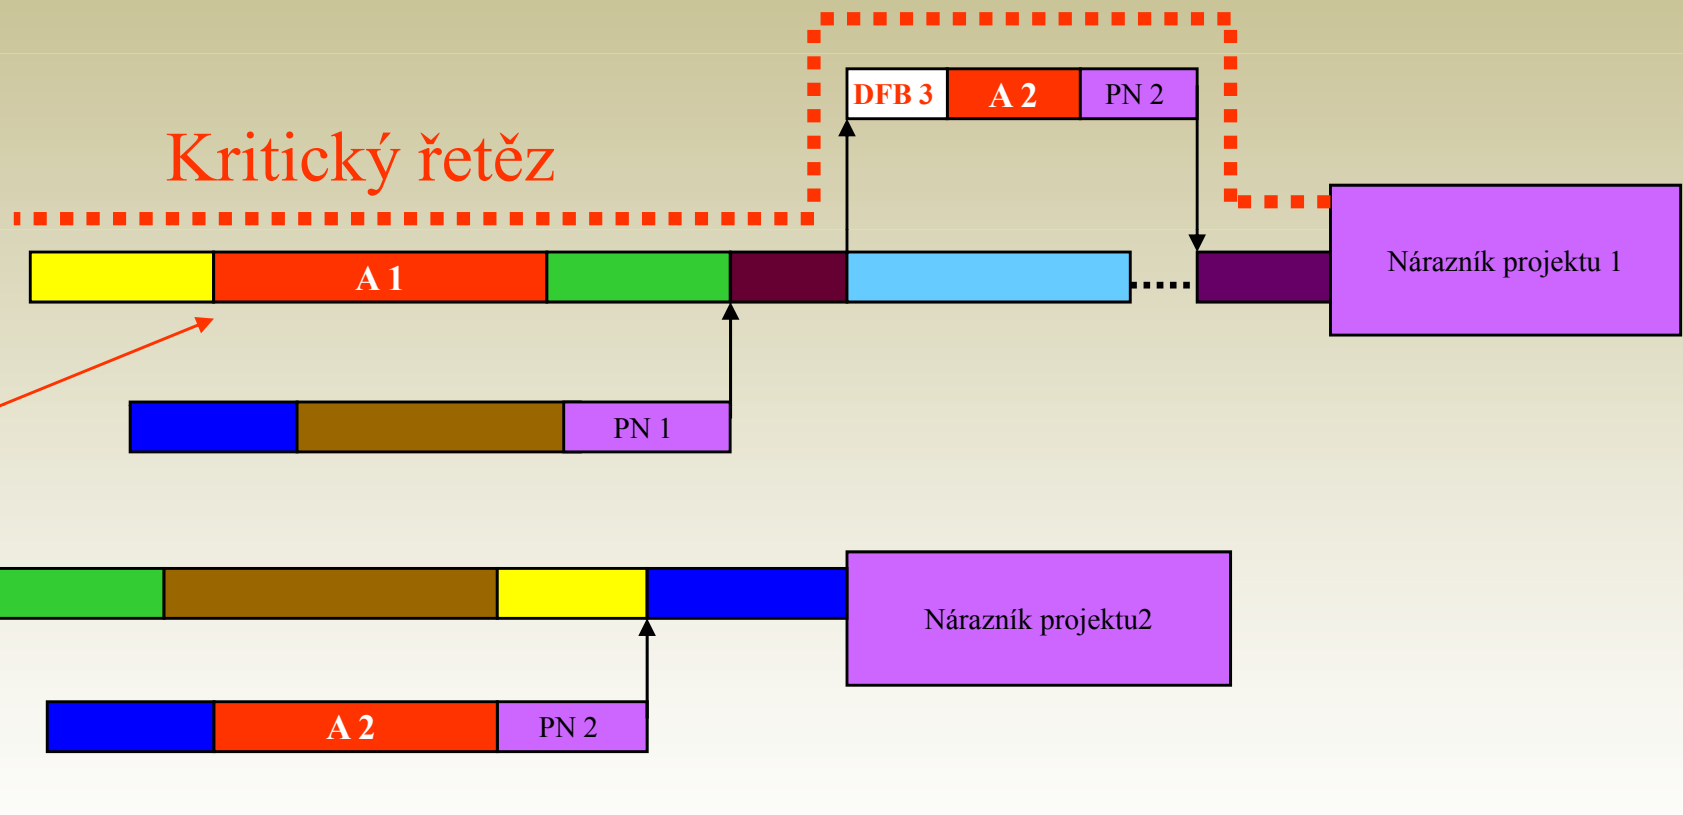 DFB 3 A 2 PN 2
Kritický řetěz
A 1
Nárazník projektu 1
PN 1
Nárazník projektu2
A 2 PN 2